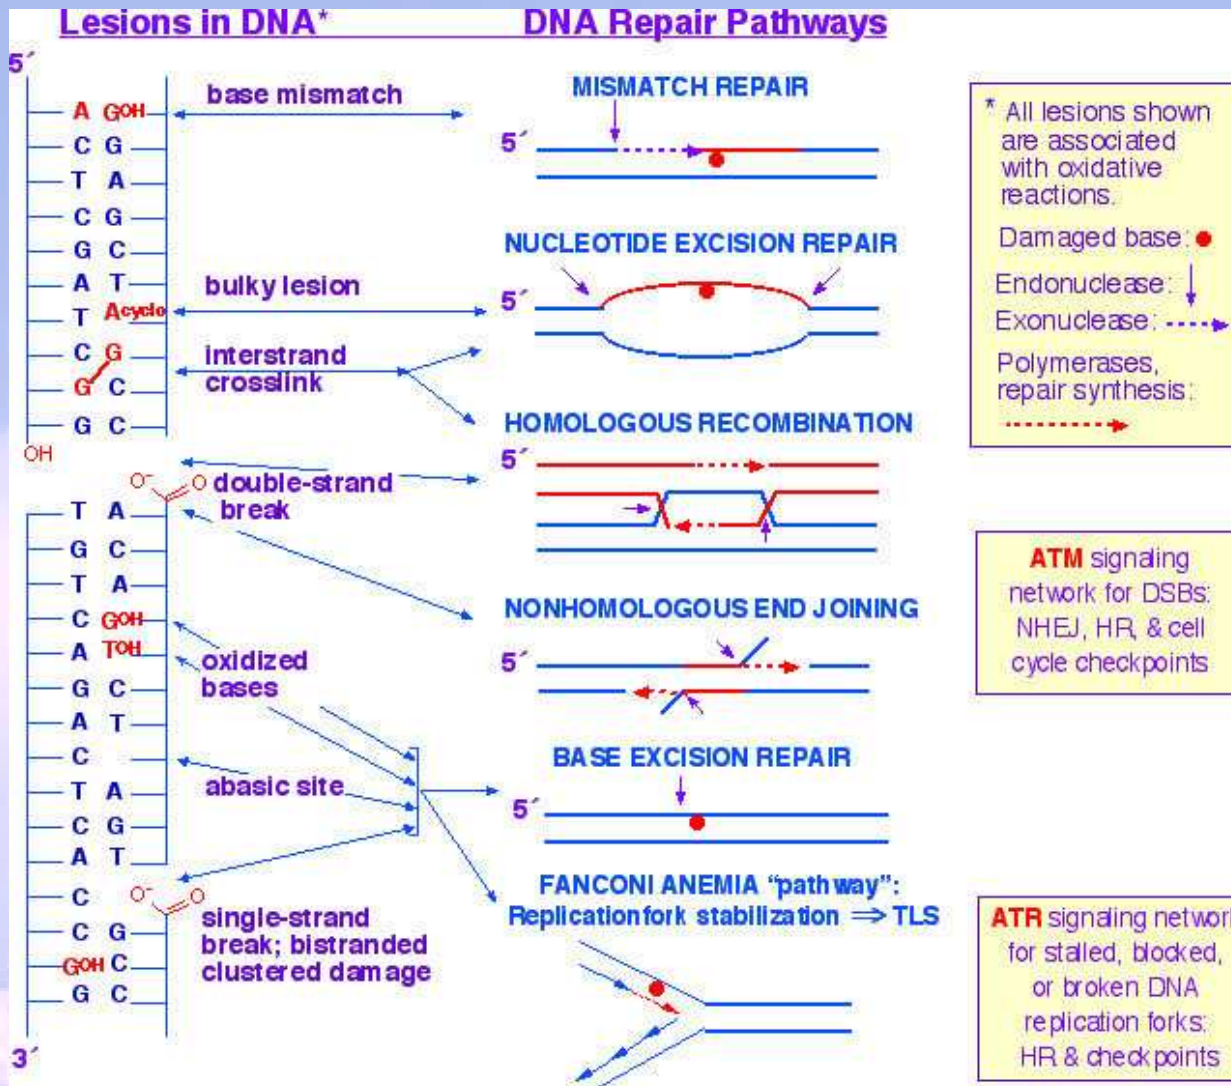 Lesions in DNA*
DNA Repair Pathways
5´
A GOH
C G
T A
C G
G C
A T
T Acyclo
C G
G C
G C
OH
O⁻ O
T A
G C
T A
C GOH
A TOH
G C
A T
C
T A
C G
A T
C
O⁻ O
C G
GOH C
G C
3´
base mismatch
bulky lesion
interstrand
crosslink
double-strand
break
oxidized
bases
abasic site
single-strand
break; bistranded
clustered damage
MISMATCH REPAIR
5´
NUCLEOTIDE EXCISION REPAIR
5´
HOMOLOGOUS RECOMBINATION
5´
NONHOMOLOGOUS END JOINING
5´
BASE EXCISION REPAIR
5´
FANCONI ANEMIA “pathway”:
Replication fork stabilization ⇒ TLS
* All lesions shown
are associated
with oxidative
reactions.
Damaged base:
Endonuclease:
Exonuclease:
Polymerases,
repair synthesis:
ATM signaling
network for DSBs:
NHEJ, HR, & cell
cycle checkpoints
ATR signaling network
for stalled, blocked,
or broken DNA
replication forks:
HR & checkpoints